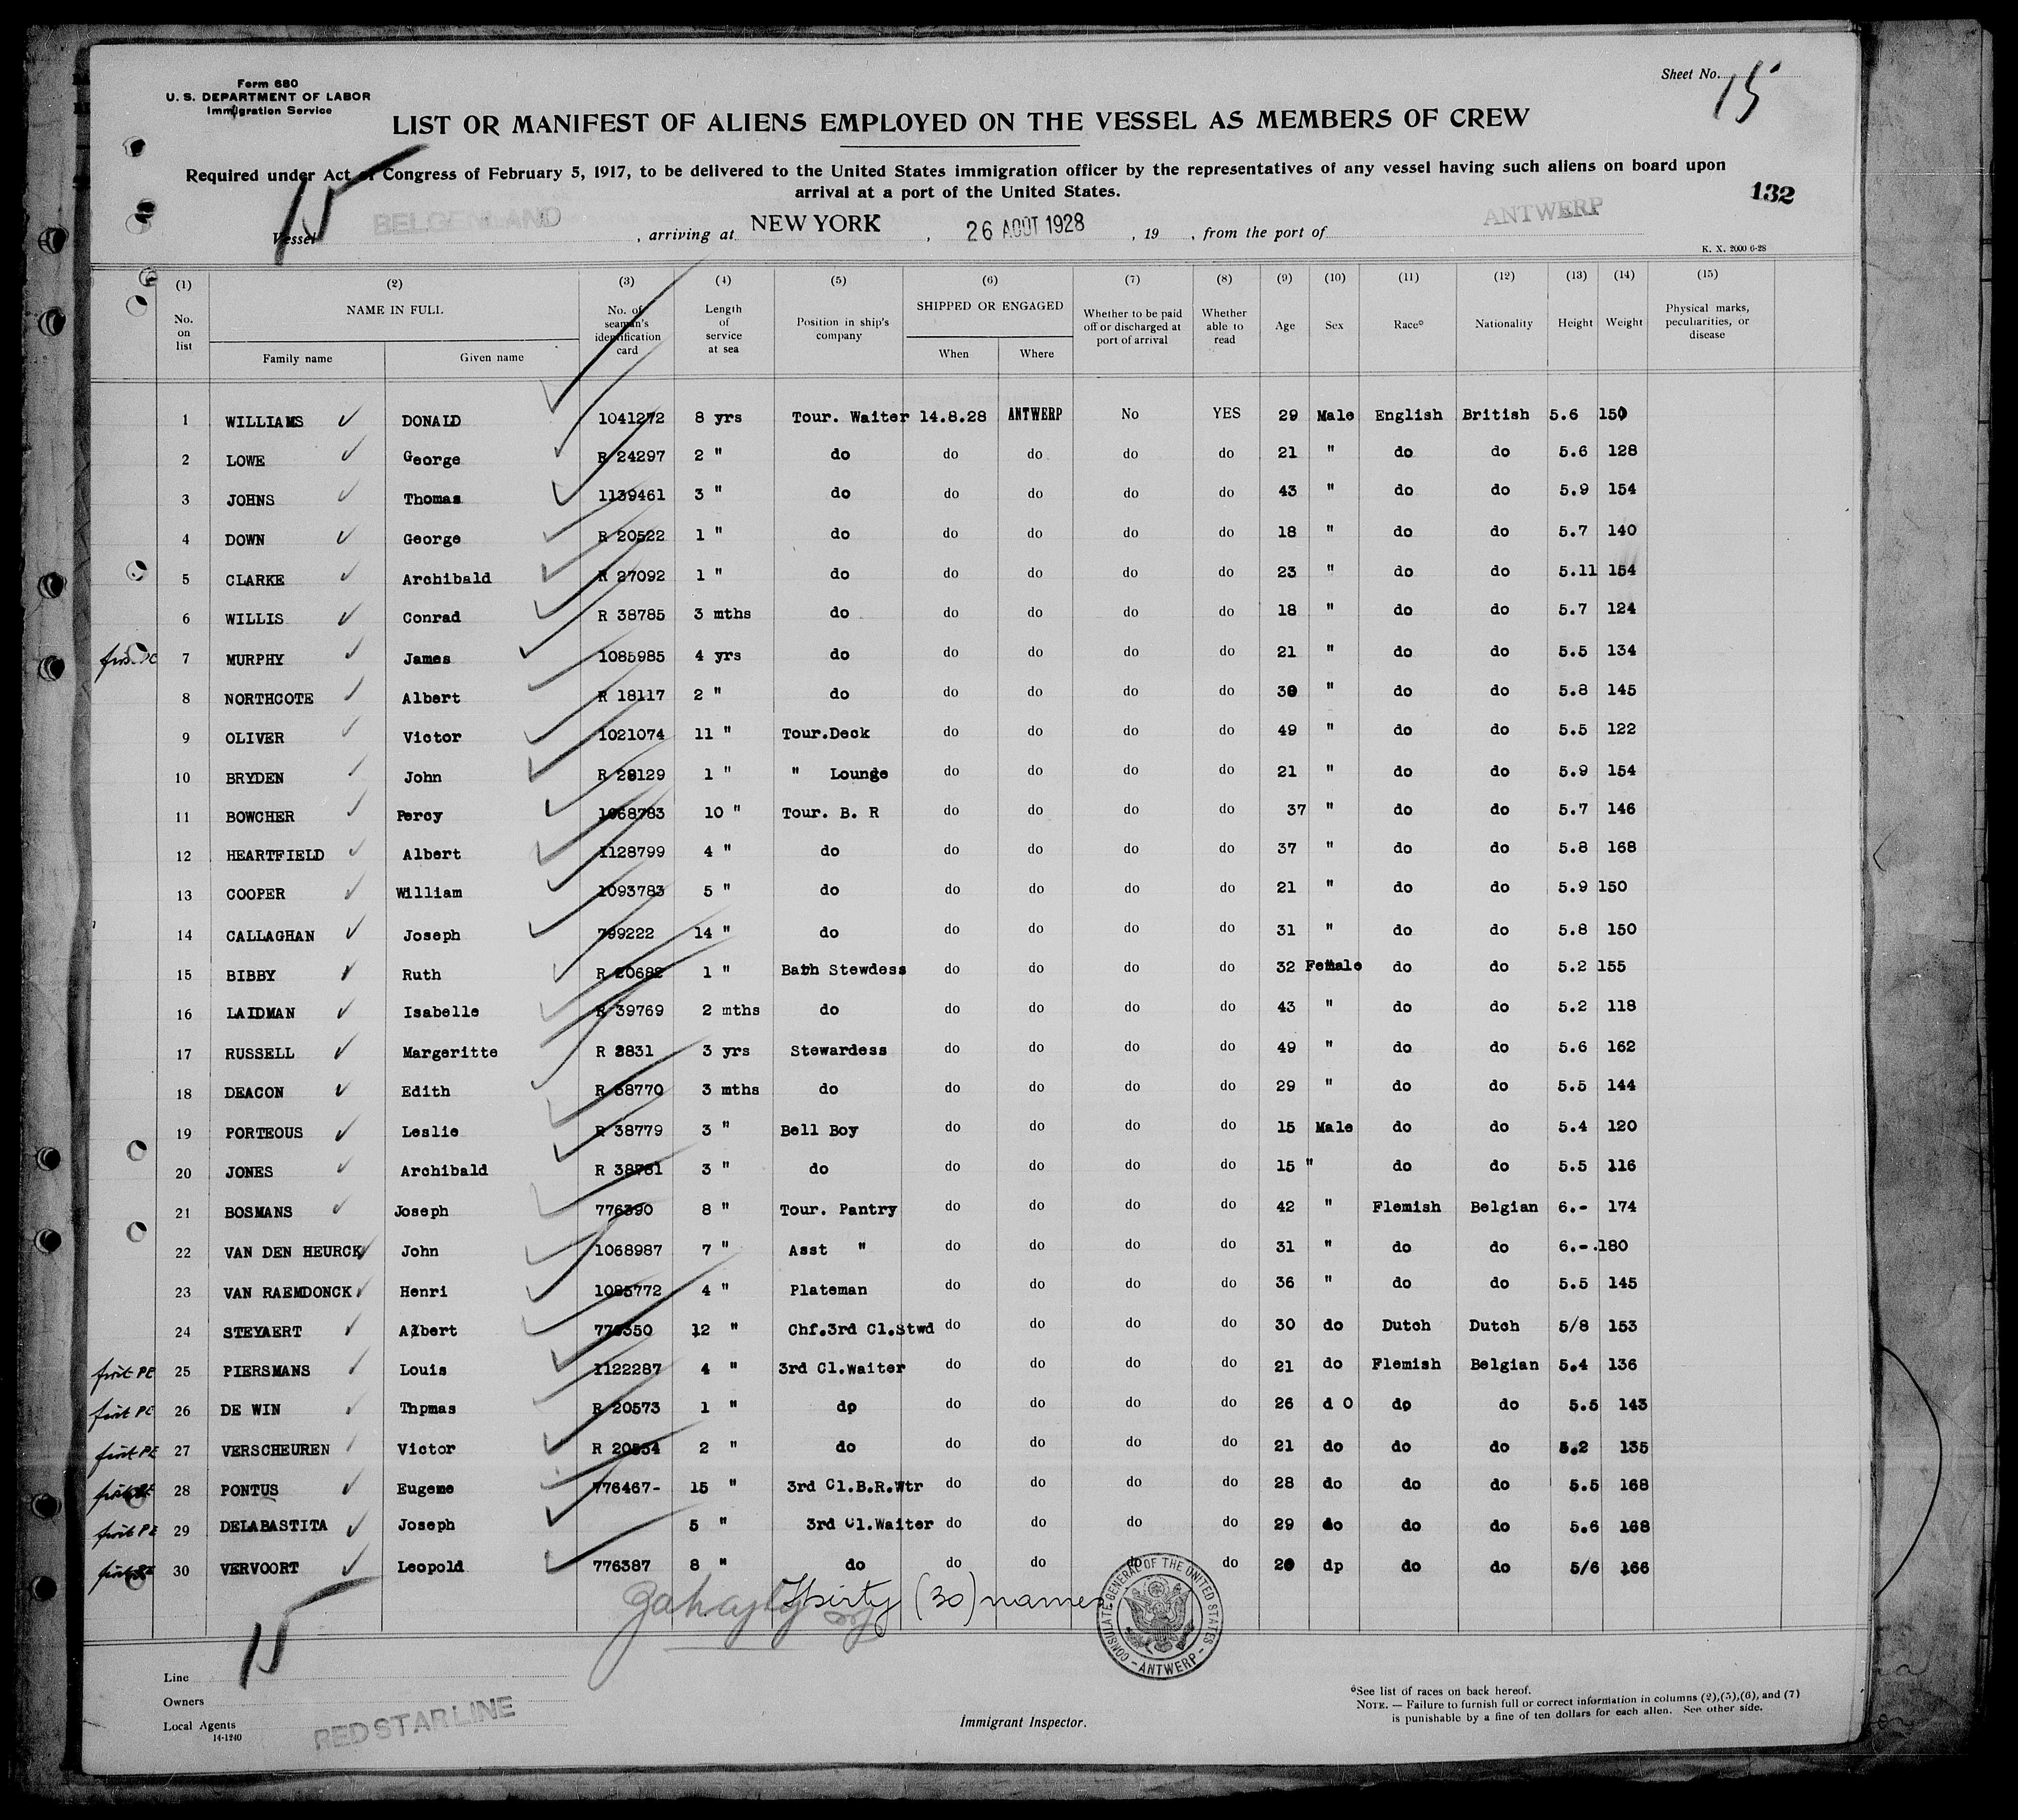 Form 680
U. S. DEPARTMENT OF LABOR
Immigration Service
Sheet No. 15
LIST OR MANIFEST OF ALIENS EMPLOYED ON THE VESSEL AS MEMBERS OF CREW
Required under Act of Congress of February 5, 1917, to be delivered to the United States immigration officer by the representatives of any vessel having such aliens on board upon
arrival at a port of the United States.
132
15
Vessel BELGENLAND, arriving at NEW YORK, 26 AOUT 1928, 19 , from the port of ANTWERP
K. X. 2000 6-28
(1) (2) (3) (4) (5) (6) (7) (8) (9) (10) (11) (12) (13) (14) (15)
No. on list NAME IN FULL Family name Given name No. of seaman's identification card Length of service at sea Position in ship's company SHIPPED OR ENGAGED When Where Whether to be paid off or discharged at port of arrival Whether able to read Age Sex Race° Nationality Height Weight Physical marks, peculiarities, or disease
1 WILLIAMS DONALD 1041272 8 yrs Tour. Waiter 14.8.28 ANTWERP No YES 29 Male English British 5.6 150
2 LOWE George R 24297 2 " do do do do do 21 " do do 5.6 128
3 JOHNS Thomas 1139461 3 " do do do do do 43 " do do 5.9 154
4 DOWN George R 20522 1 " do do do do do 18 " do do 5.7 140
5 CLARKE Archibald R 27092 1 " do do do do do 23 " do do 5.11 154
6 WILLIS Conrad R 38785 3 mths do do do do do 18 " do do 5.7 124
7 MURPHY James 1085985 4 yrs do do do do do 21 " do do 5.5 134
8 NORTHCOTE Albert R 18117 2 " do do do do do 30 " do do 5.8 145
9 OLIVER Victor 1021074 11 " Tour.Deck do do do do 49 " do do 5.5 122
10 BRYDEN John R 28129 1 " " Lounge do do do do 21 " do do 5.9 154
11 BOWCHER Percy 1068783 10 " Tour. B. R do do do do 37 " do do 5.7 146
12 HEARTFIELD Albert 1128799 4 " do do do do do 37 " do do 5.8 168
13 COOPER William 1093783 5 " do do do do do 21 " do do 5.9 150
14 CALLAGHAN Joseph 799222 14 " do do do do do 31 " do do 5.8 150
15 BIBBY Ruth R 20682 1 " Bath Stewdess do do do do 32 Female do do 5.2 155
16 LAIDMAN Isabelle R 39769 2 mths do do do do do 43 " do do 5.2 118
17 RUSSELL Margeritte R 8831 3 yrs Stewardess do do do do 49 " do do 5.6 162
18 DEACON Edith R 38770 3 mths do do do do do 29 " do do 5.5 144
19 PORTEOUS Leslie R 38779 3 " Bell Boy do do do do 15 Male do do 5.4 120
20 JONES Archibald R 38781 3 " do do do do do 15 " do do 5.5 116
21 BOSMANS Joseph 776390 8 " Tour. Pantry do do do do 42 " Flemish Belgian 6.- 174
22 VAN DEN HEURCK John 1068987 7 " Asst " do do do do 31 " do do 6.-.180
23 VAN RAEMDONCK Henri 1085772 4 " Plateman do do do do 36 " do do 5.5 145
24 STEYAERT Albert 776350 12 " Chf.3rd Cl.Stwd do do do do 30 do Dutch Dutch 5/8 153
first PE 25 PIERSMANS Louis 1122287 4 " 3rd Cl.Waiter do do do do 21 do Flemish Belgian 5.4 136
first PE 26 DE WIN Thpmas R 20573 1 " dp do do do do 26 d O dp do 5.5 143
first PE 27 VERSCHEUREN Victor R 20554 2 " do do do do do 21 do do do 5.2 135
28 PONTUS Eugene 776467- 15 " 3rd Cl.B.R.Wtr do do do do 28 do do do 5.5 168
first PE 29 DELABASTITA Joseph 5 " 3rd Cl.Waiter do do do do 29 do do do 5.6 168
30 VERVOORT Leopold 776387 8 " do do do do do 20 dp do do 5/6 166
Thirty (30) names
CONSULATE GENERAL OF THE UNITED STATES - ANTWERP -
15
Line
Owners
Local Agents
14-1240
RED STAR LINE
Immigrant Inspector.
°See list of races on back hereof.
NOTE. — Failure to furnish full or correct information in columns (2),(5),(6), and (7)
is punishable by a fine of ten dollars for each alien. See other side.